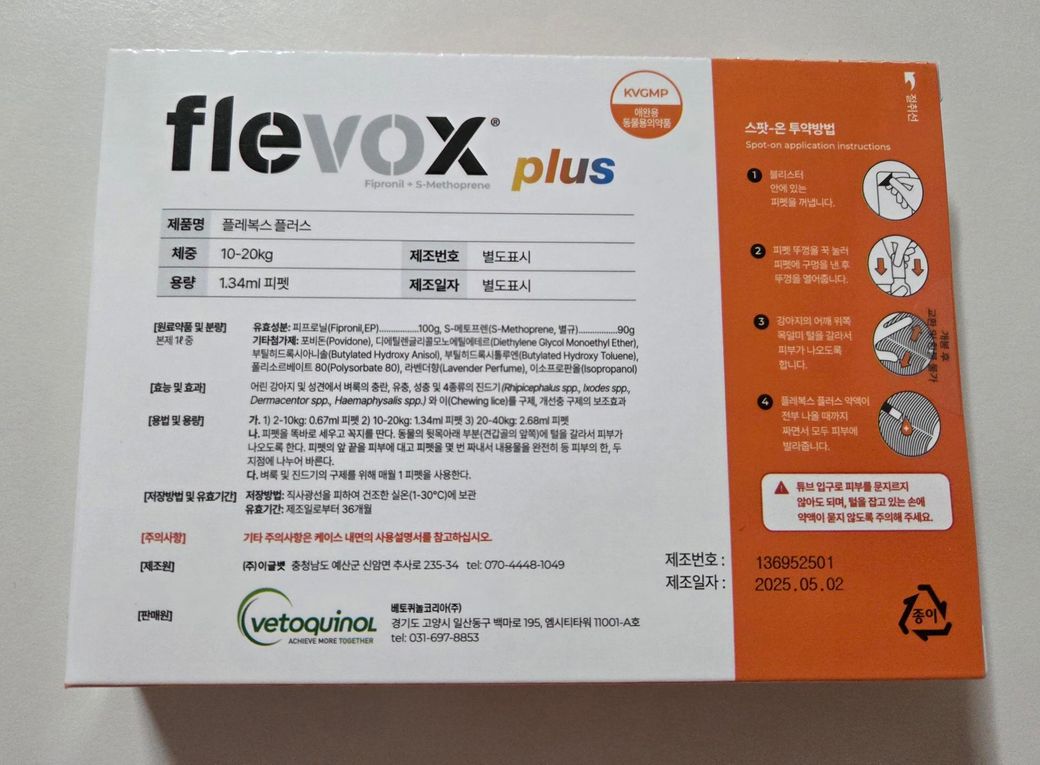 flevox®
Fipronil + S-Methoprene
plus
KVGMP
애완용
동물용의약품
제품명 플레복스 플러스
체중 10-20kg 제조번호 별도표시
용량 1.34ml 피펫 제조일자 별도표시
[원료약품 및 분량] 유효성분: 피프로닐(Fipronil,EP)....................100g, S-메토프렌(S-Methoprene, 별규)....................90g
본제 1ℓ 중 기타첨가제: 포비돈(Povidone), 디에틸렌글리콜모노에틸에테르(Diethylene Glycol Monoethyl Ether),
부틸히드록시아니솔(Butylated Hydroxy Anisol), 부틸히드록시톨루엔(Butylated Hydroxy Toluene),
폴리소르베이트 80(Polysorbate 80), 라벤더향(Lavender Perfume), 이소프로판올(Isopropanol)
[효능 및 효과] 어린 강아지 및 성견에서 벼룩의 충란, 유충, 성충 및 4종류의 진드기(Rhipicephalus spp., Ixodes spp.,
Dermacentor spp., Haemaphysalis spp.) 와 이(Chewing lice)를 구제, 개선충 구제의 보조효과
[용법 및 용량] 가. 1) 2-10kg: 0.67ml 피펫 2) 10-20kg: 1.34ml 피펫 3) 20-40kg: 2.68ml 피펫
나. 피펫을 똑바로 세우고 꼭지를 딴다. 동물의 뒷목아래 부분(견갑골의 앞쪽)에 털을 갈라서 피부가
나오도록 한다. 피펫의 앞 끝을 피부에 대고 피펫을 몇 번 짜내서 내용물을 완전히 등 피부의 한, 두
지점에 나누어 바른다.
다. 벼룩 및 진드기의 구제를 위해 매월 1 피펫을 사용한다.
[저장방법 및 유효기간] 저장방법: 직사광선을 피하여 건조한 실온(1-30°C)에 보관
유효기간: 제조일로부터 36개월
[주의사항] 기타 주의사항은 케이스 내면의 사용설명서를 참고하십시오.
[제조원] (주)이글벳 충청남도 예산군 신암면 추사로 235-34 tel: 070-4448-1049
[판매원] vetoquinol
ACHIEVE MORE TOGETHER
베토퀴놀코리아(주)
경기도 고양시 일산동구 백마로 195, 엠시티타워 11001-A호
tel: 031-697-8853
제조번호 : 136952501
제조일자 : 2025.05.02
절취선
스팟-온 투약방법
Spot-on application instructions
1 블리스터
안에 있는
피펫을 꺼냅니다.
2 피펫 뚜껑을 꾹 눌러
피펫에 구멍을 낸 후
뚜껑을 열어줍니다.
3 강아지의 어깨 위쪽
목덜미 털을 갈라서
피부가 나오도록
합니다.
4 플레복스 플러스 약액이
전부 나올 때까지
짜면서 모두 피부에
발라줍니다.
개봉 후
교환 및 환불 불가
튜브 입구로 피부를 문지르지
않아도 되며, 털을 잡고 있는 손에
약액이 묻지 않도록 주의해 주세요.
종이